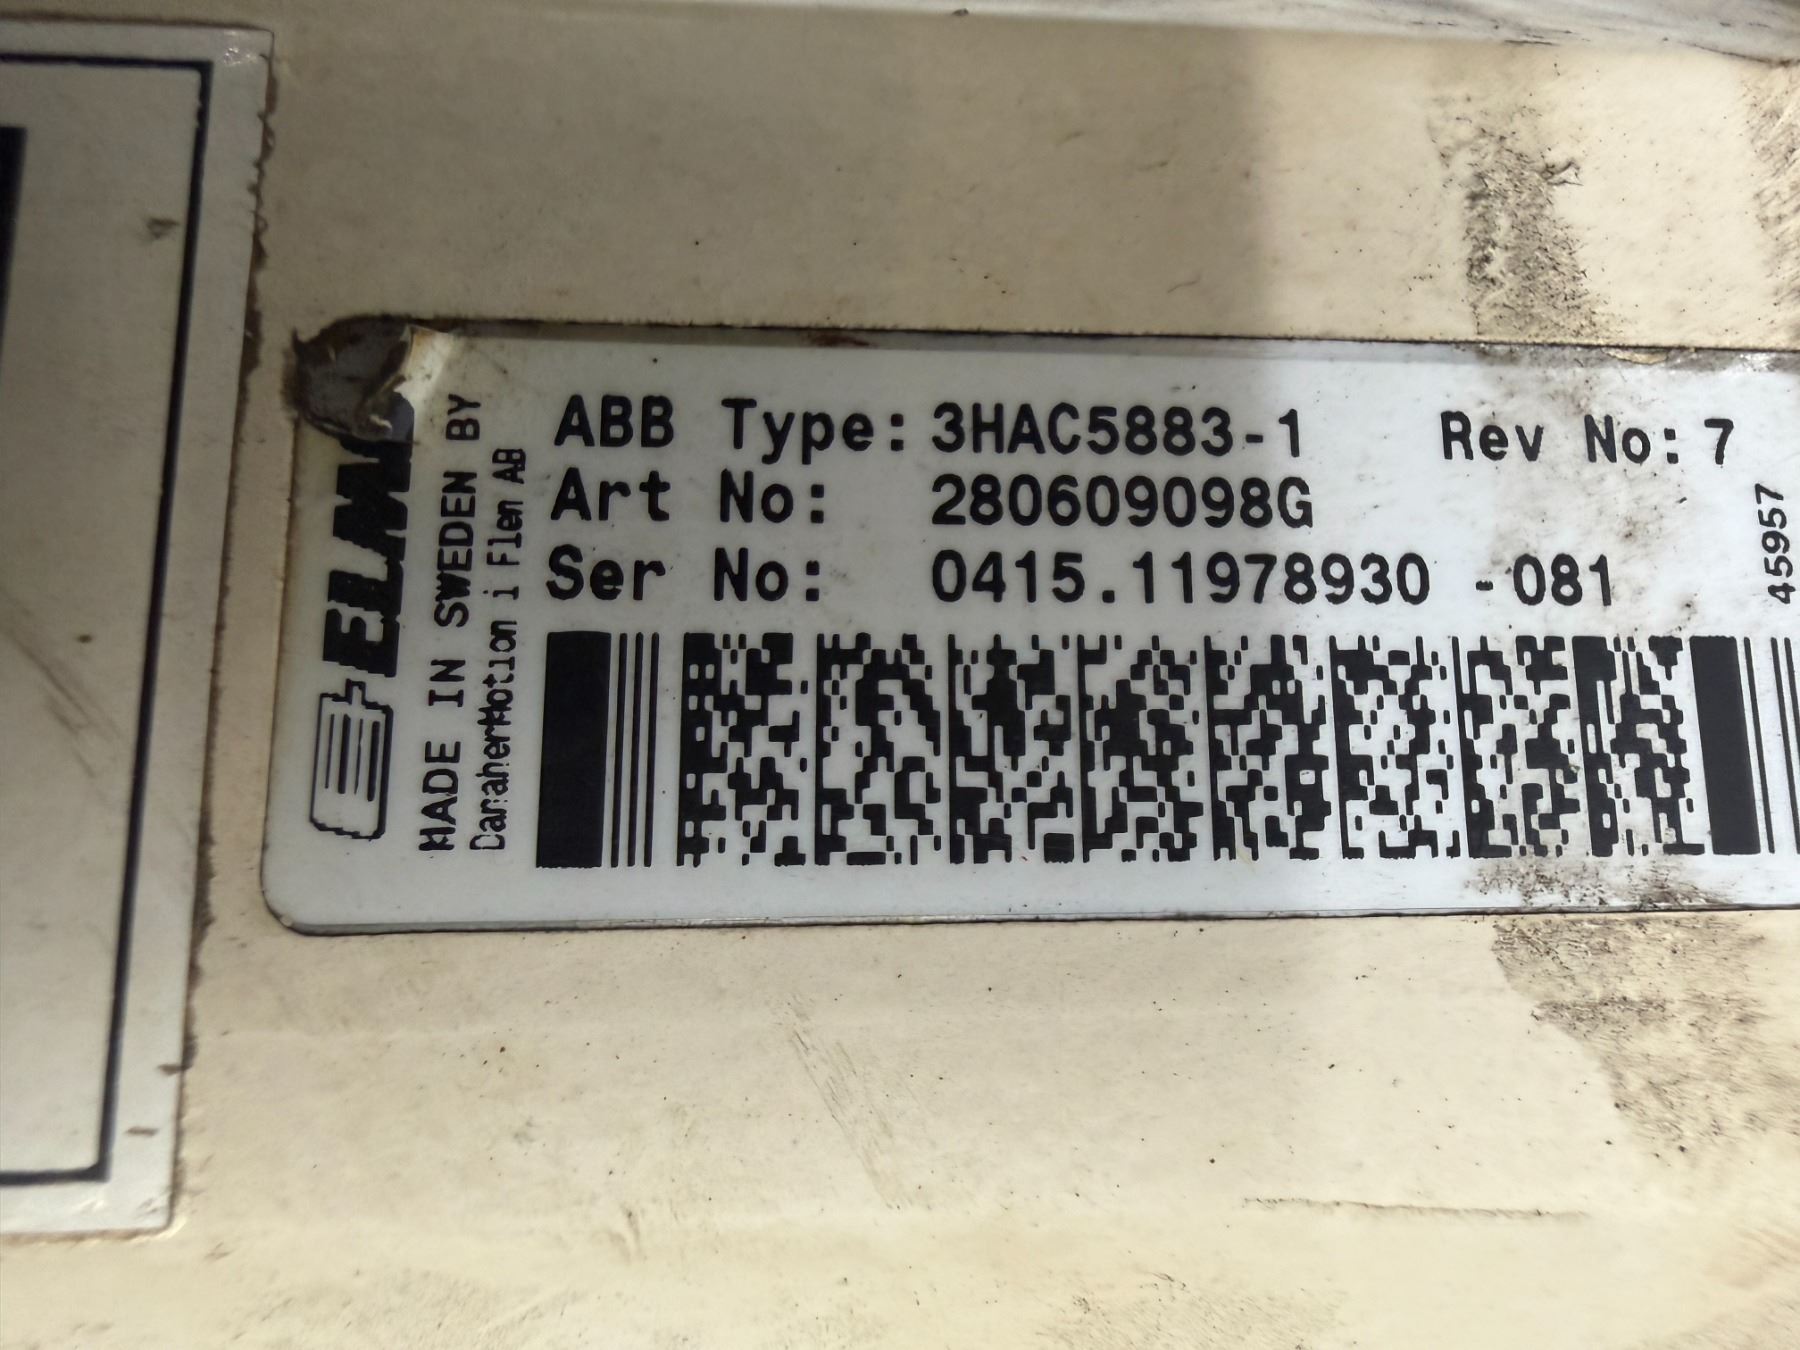 ABB Type: 3HAC5883-1 Rev No: 7
Art No: 280609098G
Ser No: 0415.11978930 -081
MADE IN SWEDEN BY
DanaherMotion i Flen AB
45957